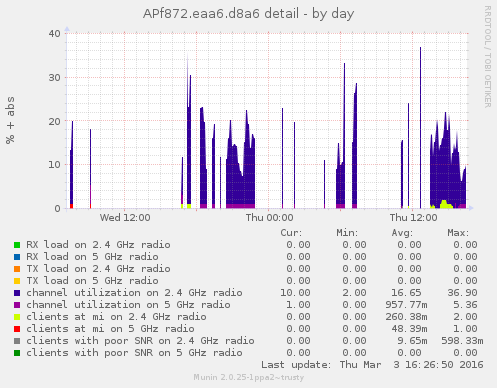 APf872.eaa6.d8a6 detail - by day
RRDTOOL / TOBI OETIKER
% + abs
40
30
20
10
0
Wed 12:00 Thu 00:00 Thu 12:00
Cur: Min: Avg: Max:
RX load on 2.4 GHz radio 0.00 0.00 0.00 0.00
RX load on 5 GHz radio 0.00 0.00 0.00 0.00
TX load on 2.4 GHz radio 0.00 0.00 0.00 0.00
TX load on 5 GHz radio 0.00 0.00 0.00 0.00
channel utilization on 2.4 GHz radio 10.00 2.00 16.65 36.90
channel utilization on 5 GHz radio 1.00 0.00 957.77m 5.36
clients at mi on 2.4 GHz radio 0.00 0.00 260.38m 2.00
clients at mi on 5 GHz radio 0.00 0.00 48.39m 1.00
clients with poor SNR on 2.4 GHz radio 0.00 0.00 9.65m 598.33m
clients with poor SNR on 5 GHz radio 0.00 0.00 0.00 0.00
Last update: Thu Mar 3 16:26:50 2016
Munin 2.0.25-1ppa2~trusty